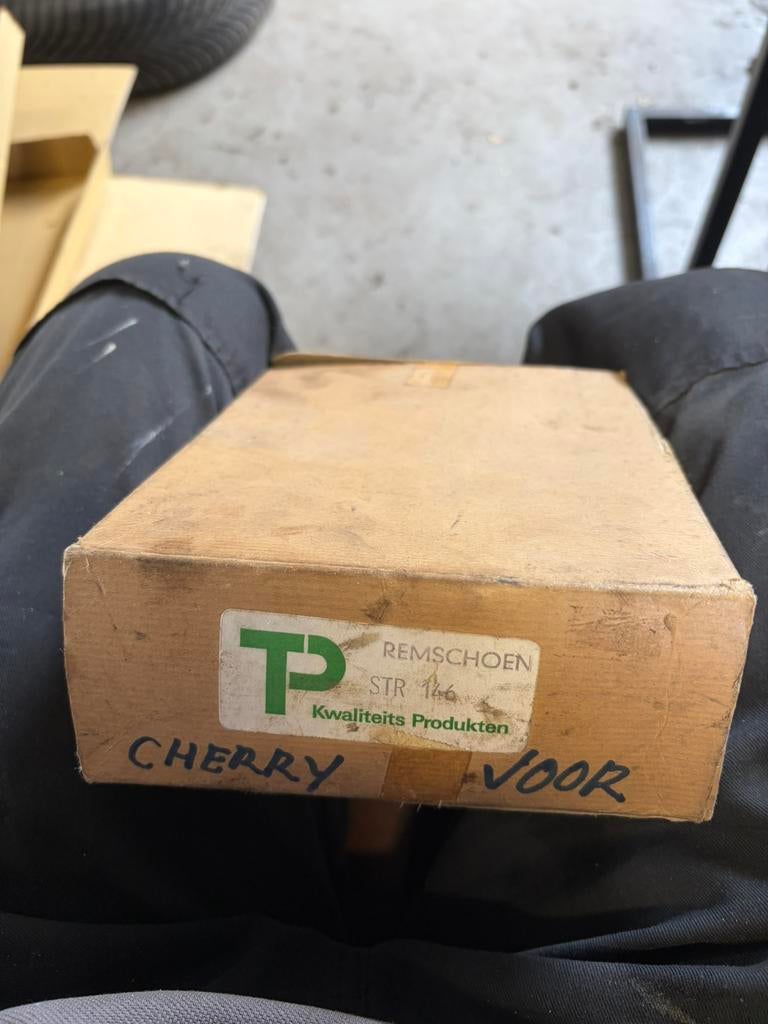 TP
REMSCHOEN
STR 146
Kwaliteits Produkten
CHERRY VOOR